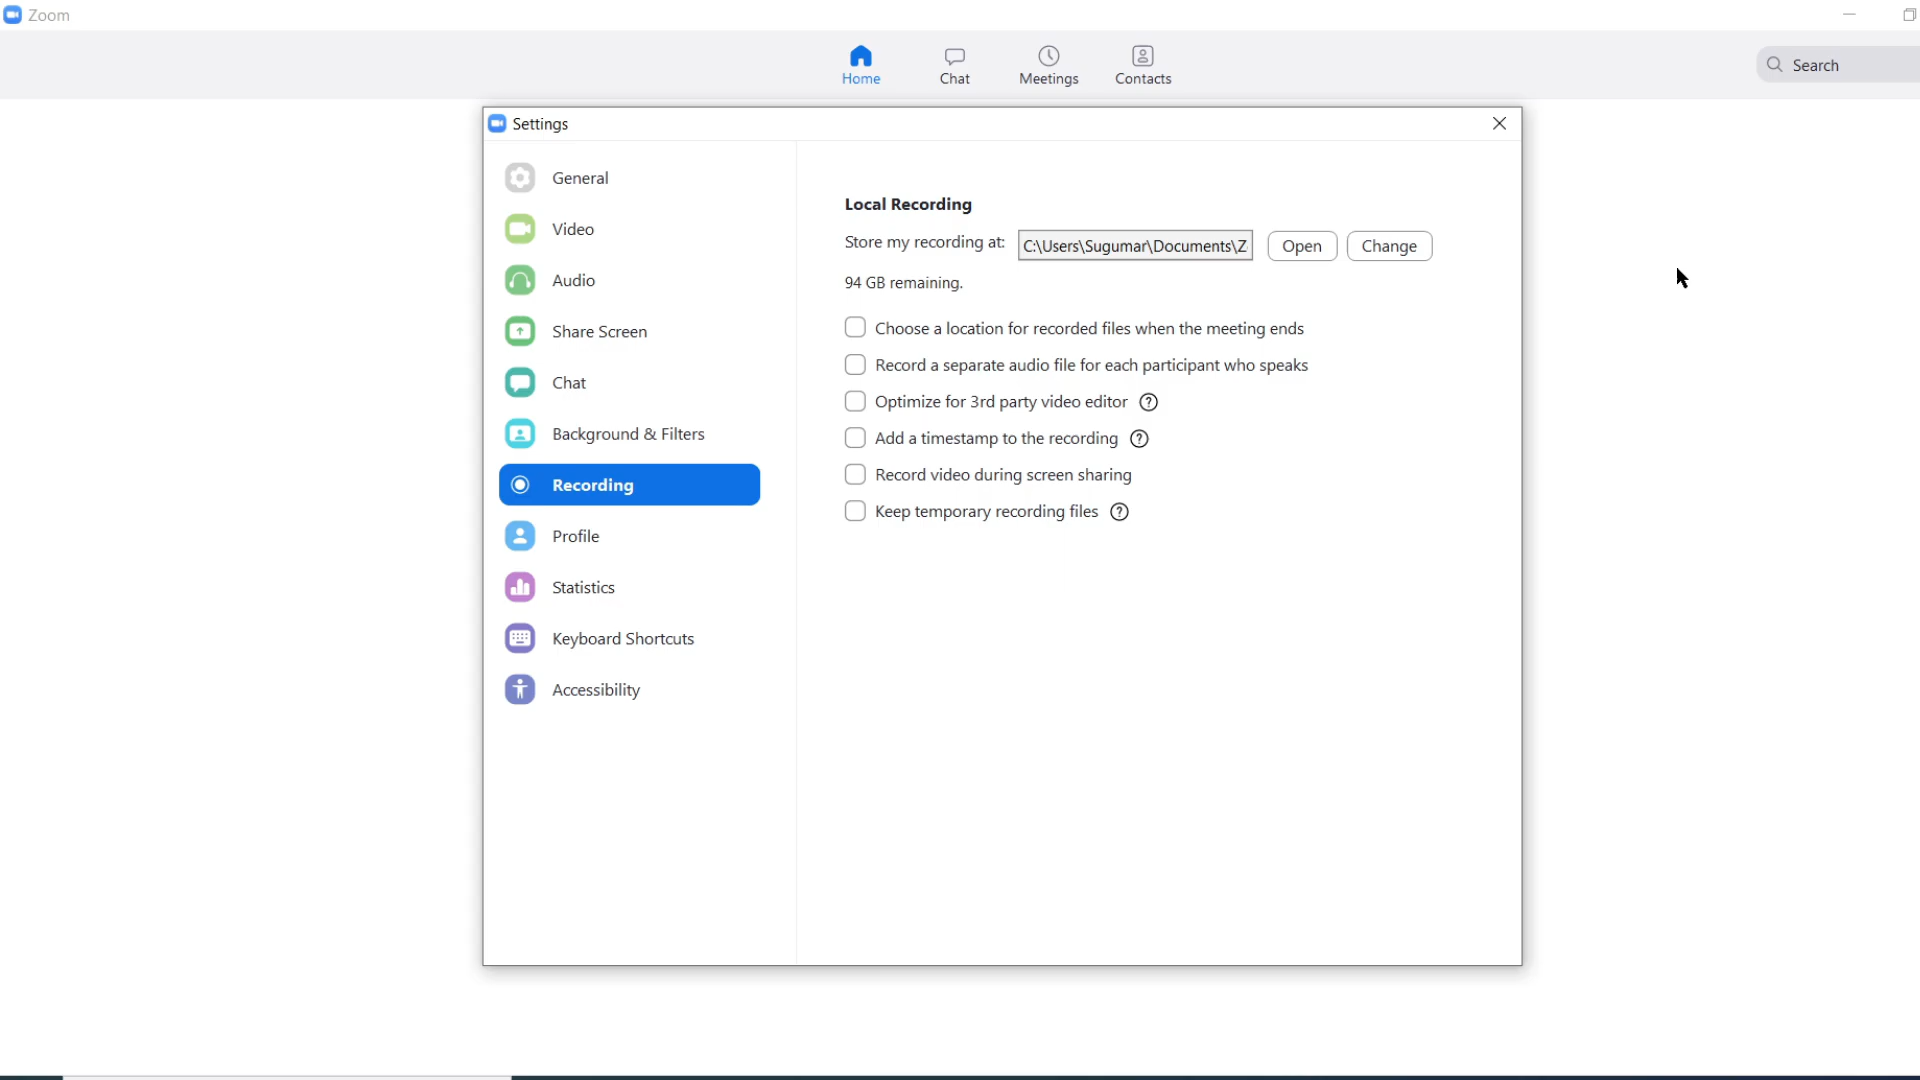 Zoom
Home
Chat
Meetings
Contacts
Search
Settings
General
Video
Audio
Share Screen
Chat
Background & Filters
Recording
Profile
Statistics
Keyboard Shortcuts
Accessibility
Local Recording
Store my recording at: C:\Users\Sugumar\Documents\Z Open Change
94 GB remaining.
Choose a location for recorded files when the meeting ends
Record a separate audio file for each participant who speaks
Optimize for 3rd party video editor ?
Add a timestamp to the recording ?
Record video during screen sharing
Keep temporary recording files ?